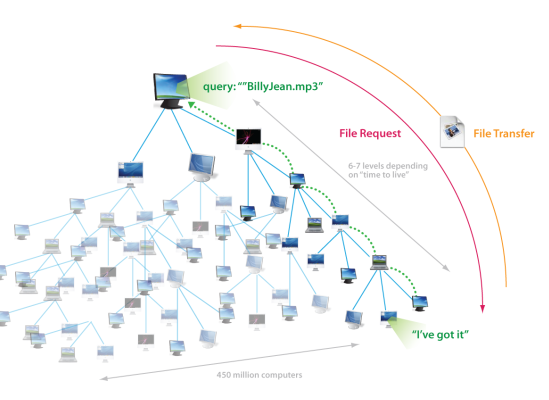 query: ""BillyJean.mp3"
File Request
File Transfer
6-7 levels depending
on "time to live"
"I've got it"
450 million computers